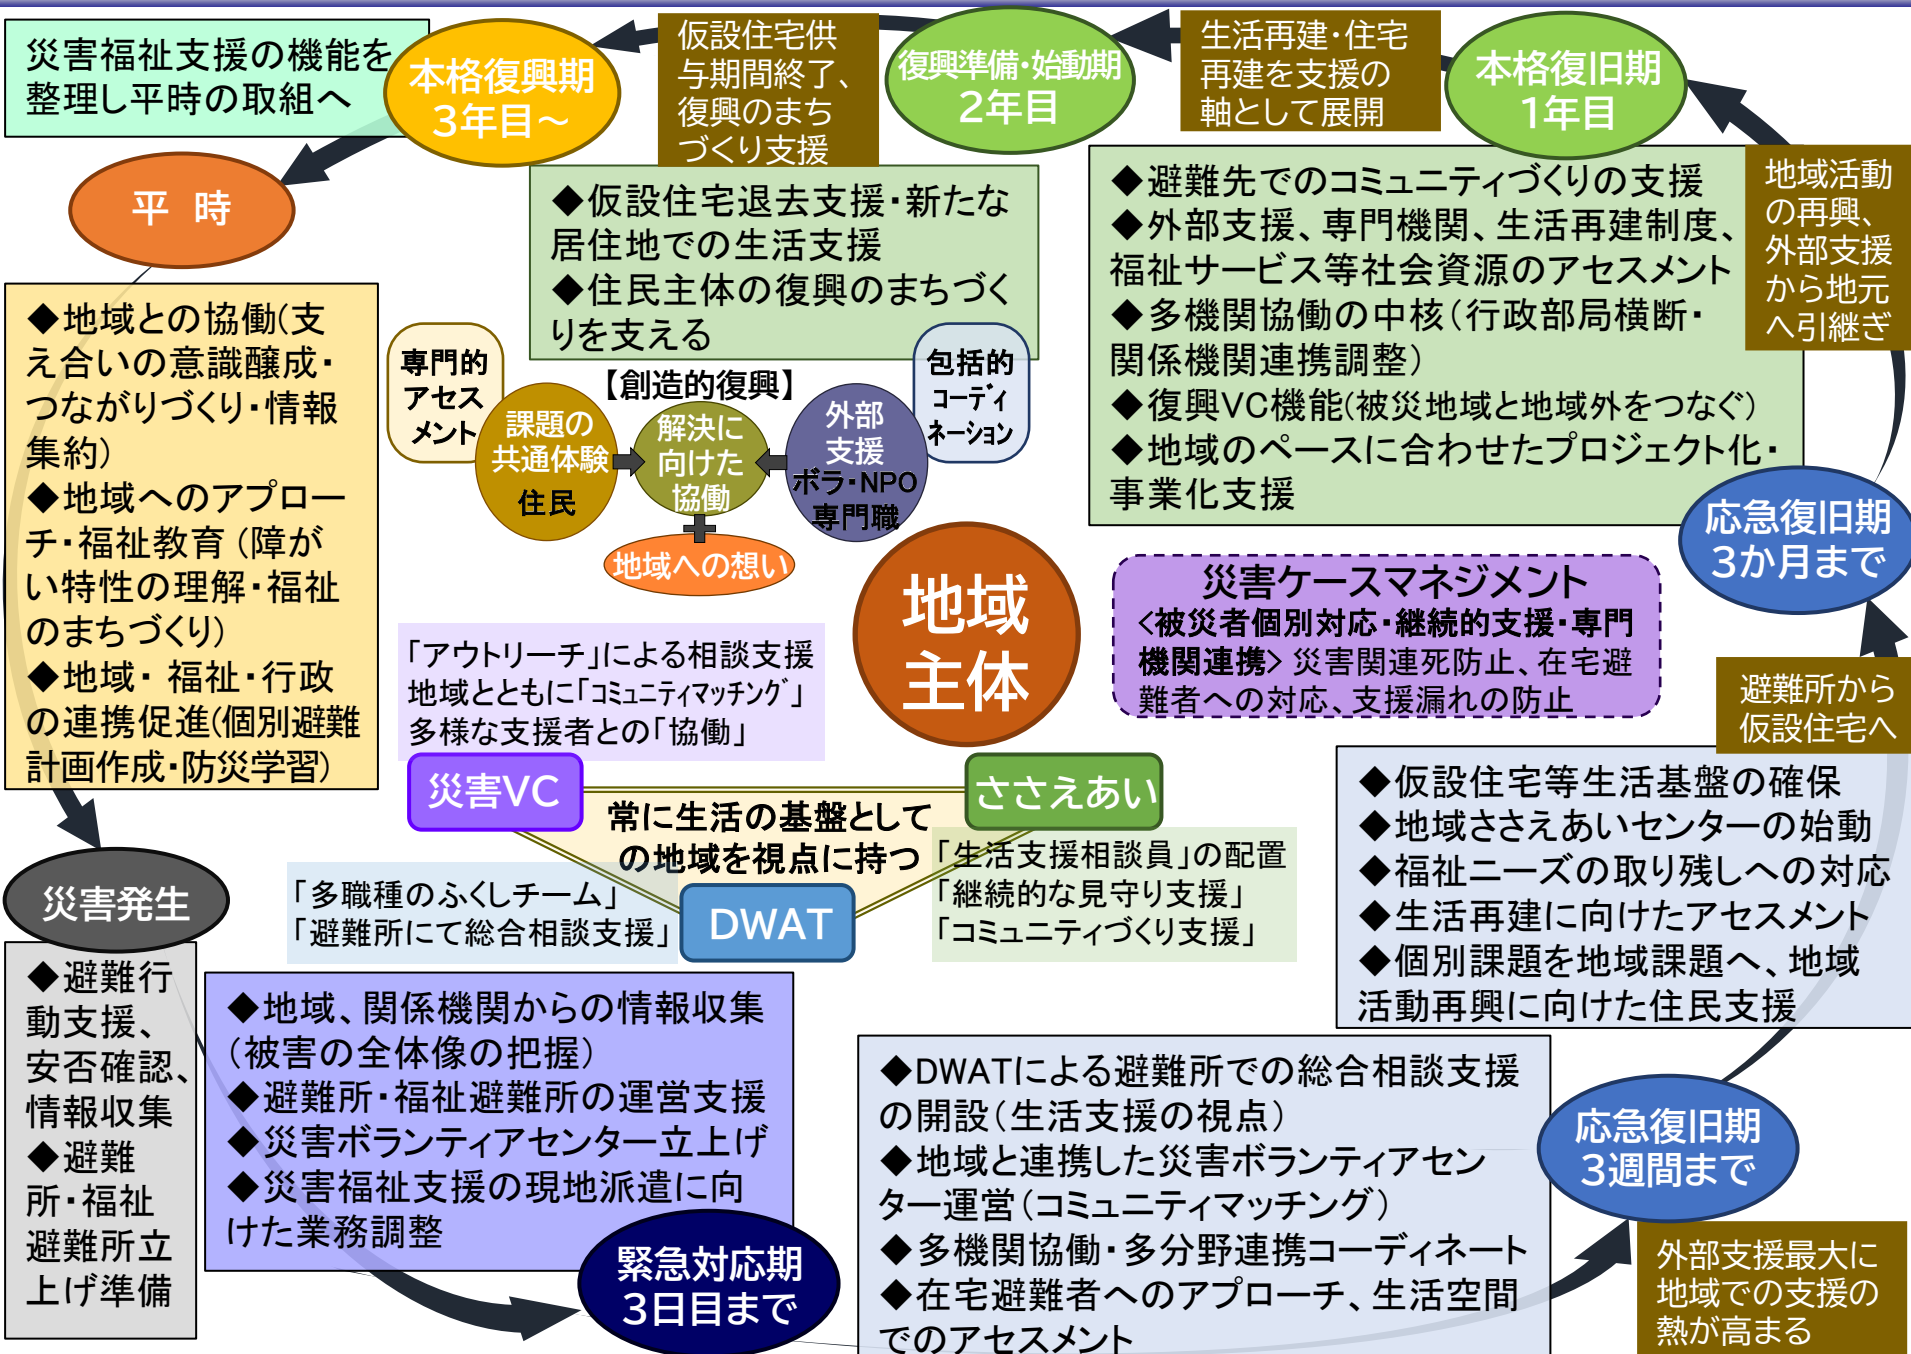 災害福祉支援の機能を
整理し平時の取組へ
本格復興期
3年目～
仮設住宅供
与期間終了、
復興のまち
づくり支援
復興準備・始動期
2年目
生活再建・住宅
再建を支援の
軸として展開
本格復旧期
1年目
平 時
◆仮設住宅退去支援・新たな
居住地での生活支援
◆住民主体の復興のまちづく
りを支える
◆避難先でのコミュニティづくりの支援
◆外部支援、専門機関、生活再建制度、
福祉サービス等社会資源のアセスメント
◆多機関協働の中核（行政部局横断・
関係機関連携調整）
◆復興VC機能(被災地域と地域外をつなぐ）
◆地域のペースに合わせたプロジェクト化・
事業化支援
地域活動
の再興、
外部支援
から地元
へ引継ぎ
◆地域との協働(支
え合いの意識醸成・
つながりづくり・情報
集約）
◆地域へのアプロー
チ・福祉教育 (障が
い特性の理解・福祉
のまちづくり）
◆地域・ 福祉・行政
の連携促進(個別避難
計画作成・防災学習）
専門的
アセス
メント
【創造的復興】
包括的
コーディ
ネーション
課題の
共通体験
住民
解決に
向けた
協働
外部
支援
ボラ・NPO
専門職
地域への想い
地域
主体
応急復旧期
3か月まで
災害ケースマネジメント
<被災者個別対応・継続的支援・専門
機関連携> 災害関連死防止、在宅避
難者への対応、支援漏れの防止
「アウトリーチ」による相談支援
地域とともに「コミュニティマッチング」
多様な支援者との「協働」
避難所から
仮設住宅へ
災害VC
ささえあい
常に生活の基盤として
の地域を視点に持つ
DWAT
「多職種のふくしチーム」
「避難所にて総合相談支援」
「生活支援相談員」の配置
「継続的な見守り支援」
「コミュニティづくり支援」
◆仮設住宅等生活基盤の確保
◆地域ささえあいセンターの始動
◆福祉ニーズの取り残しへの対応
◆生活再建に向けたアセスメント
◆個別課題を地域課題へ、地域
活動再興に向けた住民支援
災害発生
◆避難行
動支援、
安否確認、
情報収集
◆避難
所・福祉
避難所立
上げ準備
◆地域、関係機関からの情報収集
（被害の全体像の把握）
◆避難所・福祉避難所の運営支援
◆災害ボランティアセンター立上げ
◆災害福祉支援の現地派遣に向
けた業務調整
緊急対応期
3日目まで
◆DWATによる避難所での総合相談支援
の開設（生活支援の視点）
◆地域と連携した災害ボランティアセン
ター運営（コミュニティマッチング）
◆多機関協働・多分野連携コーディネート
◆在宅避難者へのアプローチ、生活空間
でのアセスメント
応急復旧期
3週間まで
外部支援最大に
地域での支援の
熱が高まる